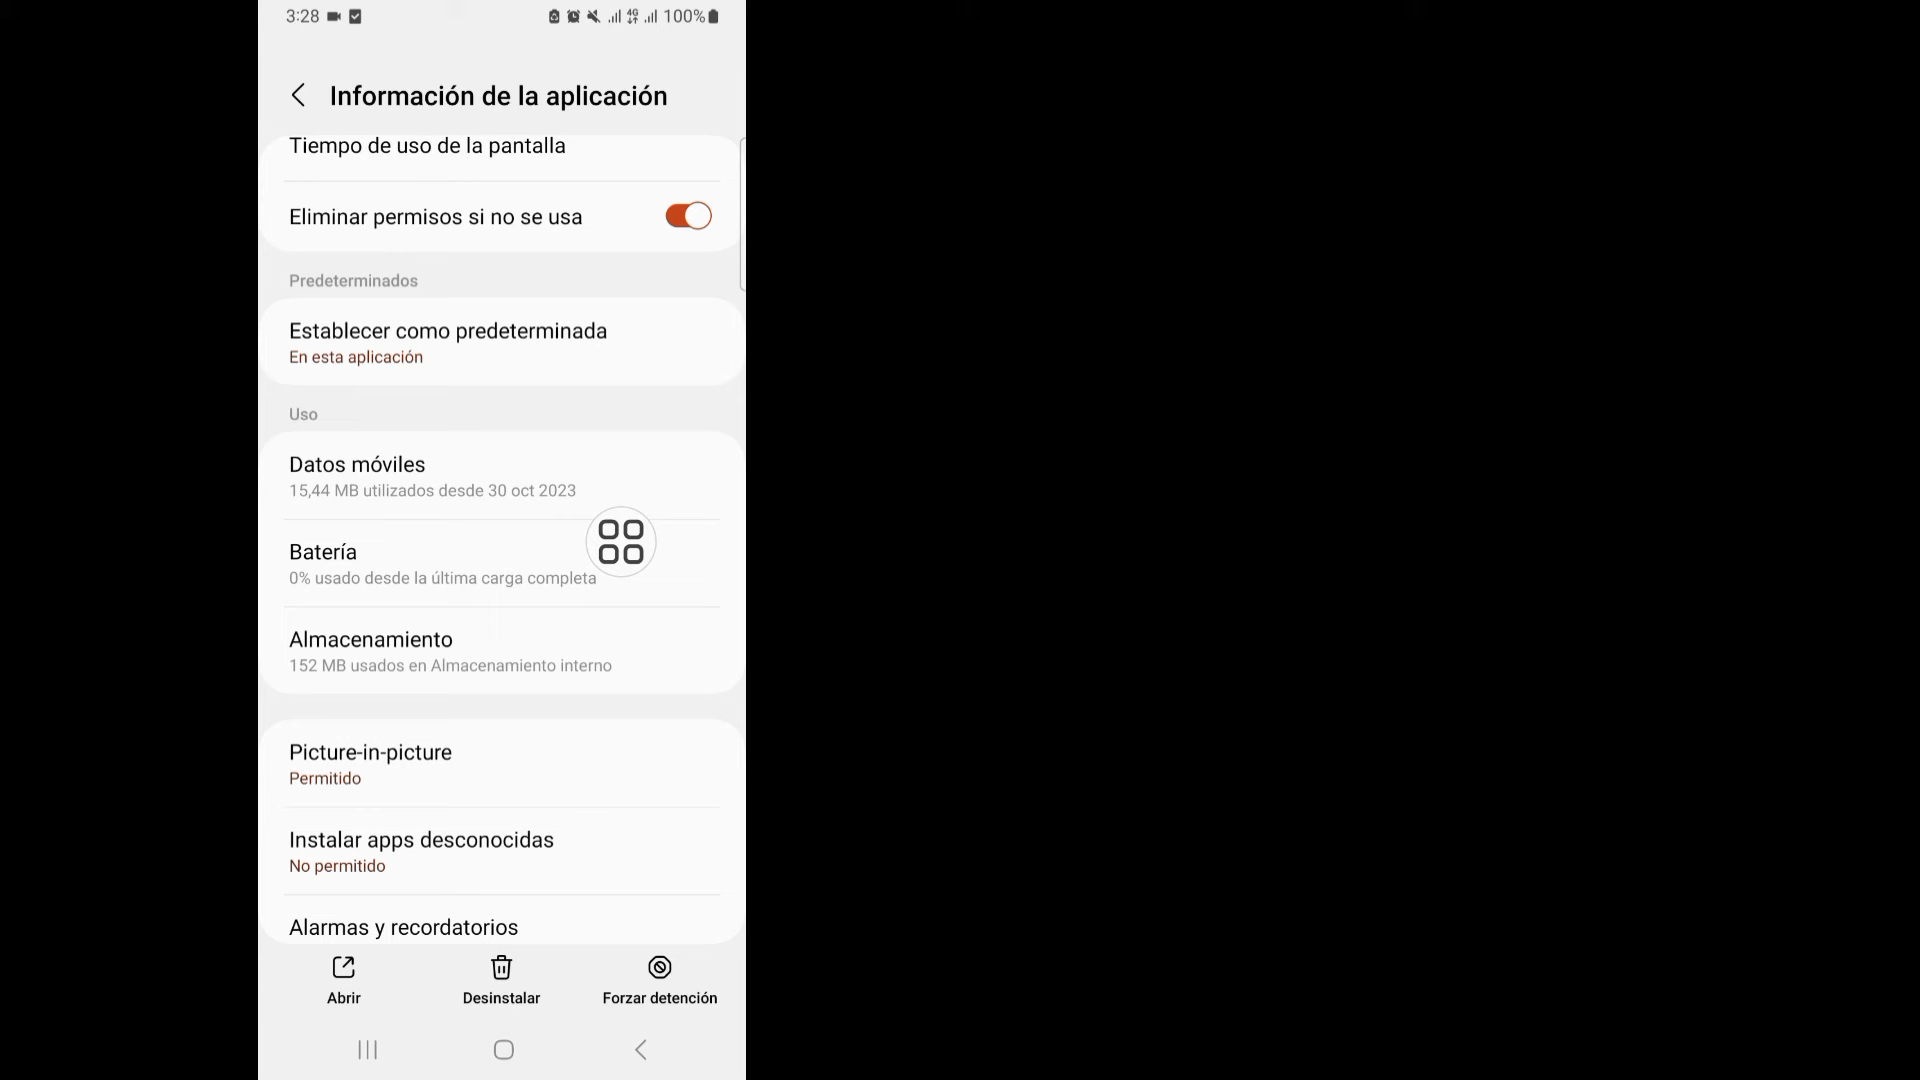 3:28
4G
100%
Información de la aplicación
Tiempo de uso de la pantalla
Eliminar permisos si no se usa
Predeterminados
Establecer como predeterminada
En esta aplicación
Uso
Datos móviles
15,44 MB utilizados desde 30 oct 2023
Batería
0% usado desde la última carga completa
Almacenamiento
152 MB usados en Almacenamiento interno
Picture-in-picture
Permitido
Instalar apps desconocidas
No permitido
Alarmas y recordatorios
Abrir
Desinstalar
Forzar detención